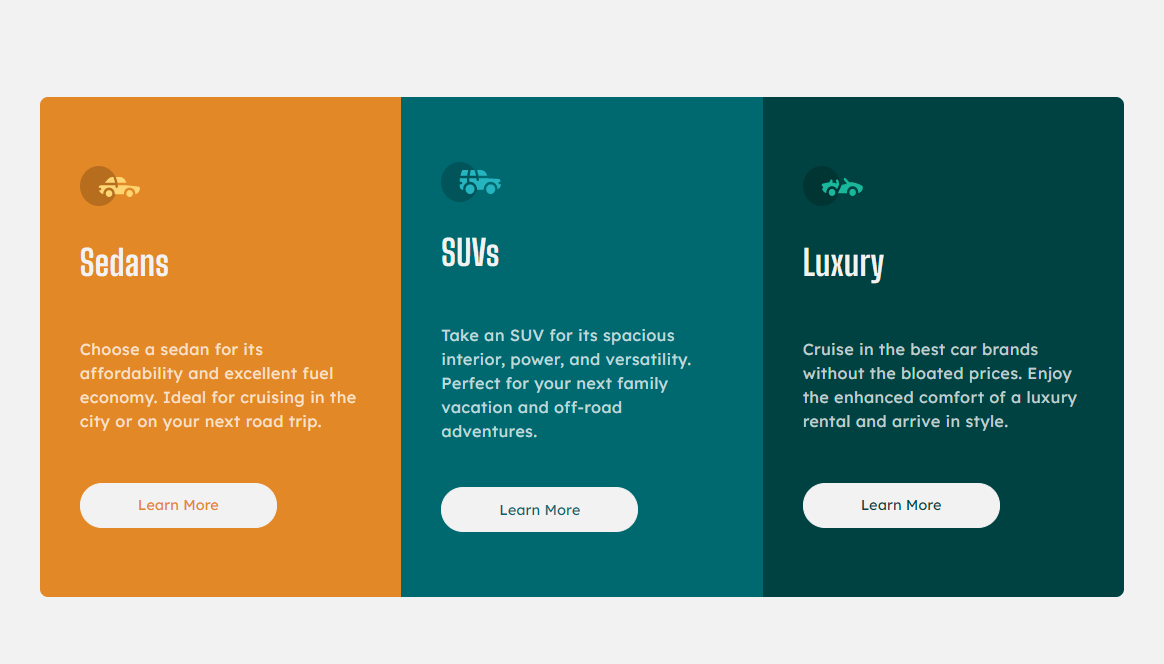 Sedans
Choose a sedan for its
affordability and excellent fuel
economy. Ideal for cruising in the
city or on your next road trip.
Learn More
SUVs
Take an SUV for its spacious
interior, power, and versatility.
Perfect for your next family
vacation and off-road
adventures.
Learn More
Luxury
Cruise in the best car brands
without the bloated prices. Enjoy
the enhanced comfort of a luxury
rental and arrive in style.
Learn More